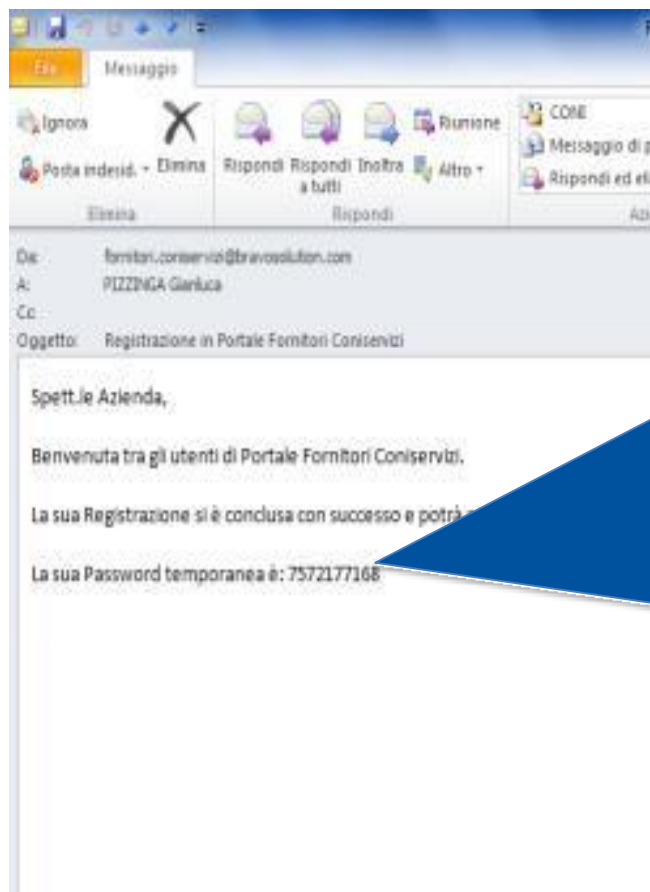 File
Messaggio
Ignora
Posta indesid.
Elimina
Rispondi
Rispondi a tutti
Inoltra
Riunione
Altro
CONI
Messaggio di p
Rispondi ed eli
Elimina
Rispondi
Azi
Da: fornitori.coniservizi@bravosolution.com
A: PIZZINGA Gianluca
Cc
Oggetto: Registrazione in Portale Fornitori Coniservizi
Spett.le Azienda,
Benvenuta tra gli utenti di Portale Fornitori Coniservizi.
La sua Registrazione si è conclusa con successo e potrà
La sua Password temporanea è: 7572177168